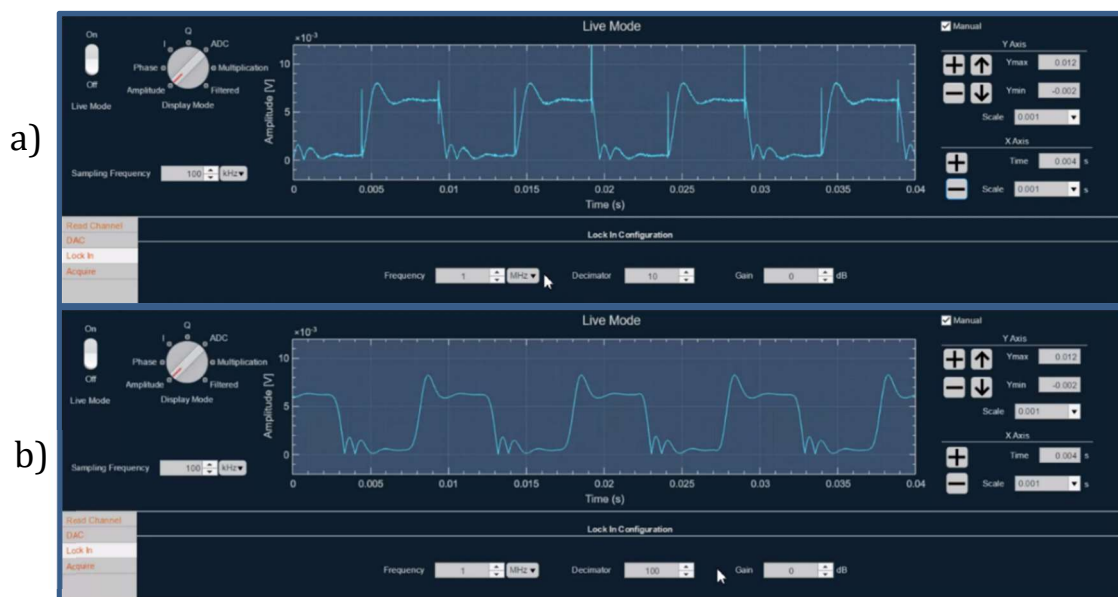 a)
Live Mode
Manual
On
Off
Live Mode
Q
I
ADC
Phase
Multiplication
Amplitude
Filtered
Display Mode
Sampling Frequency 100 kHz
×10⁻³
Amplitude [V]
10
5
0
0 0.005 0.01 0.015 0.02 0.025 0.03 0.035 0.04
Time (s)
Y Axis
Ymax 0.012
Ymin -0.002
Scale 0.001
X Axis
Time 0.004 s
Scale 0.001 s
Read Channel
DAC
Lock In
Acquire
Lock In Configuration
Frequency 1 MHz Decimator 10 Gain 0 dB
b)
Live Mode
Manual
On
Off
Live Mode
Q
I
ADC
Phase
Multiplication
Amplitude
Filtered
Display Mode
Sampling Frequency 100 kHz
×10⁻³
Amplitude [V]
10
5
0
0 0.005 0.01 0.015 0.02 0.025 0.03 0.035 0.04
Time (s)
Y Axis
Ymax 0.012
Ymin -0.002
Scale 0.001
X Axis
Time 0.004 s
Scale 0.001 s
Read Channel
DAC
Lock In
Acquire
Lock In Configuration
Frequency 1 MHz Decimator 100 Gain 0 dB